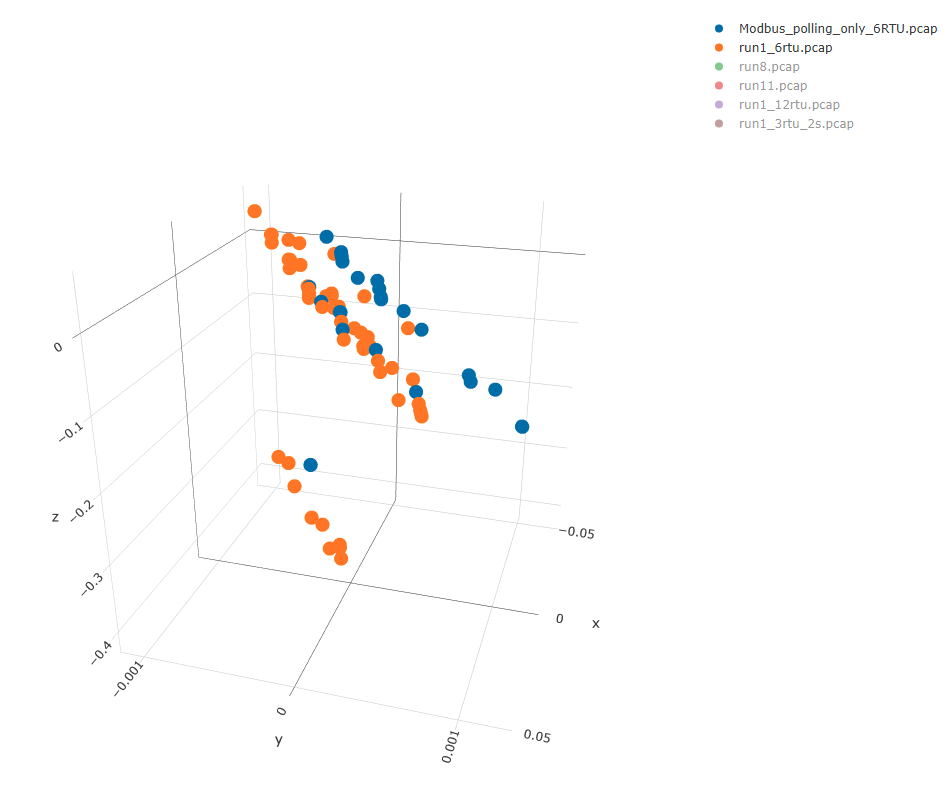 Modbus_polling_only_6RTU.pcap
run1_6rtu.pcap
run8.pcap
run11.pcap
run1_12rtu.pcap
run1_3rtu_2s.pcap
0
−0.1
−0.2
z
−0.3
−0.4
−0.05
0
x
0.05
−0.001
0
0.001
y